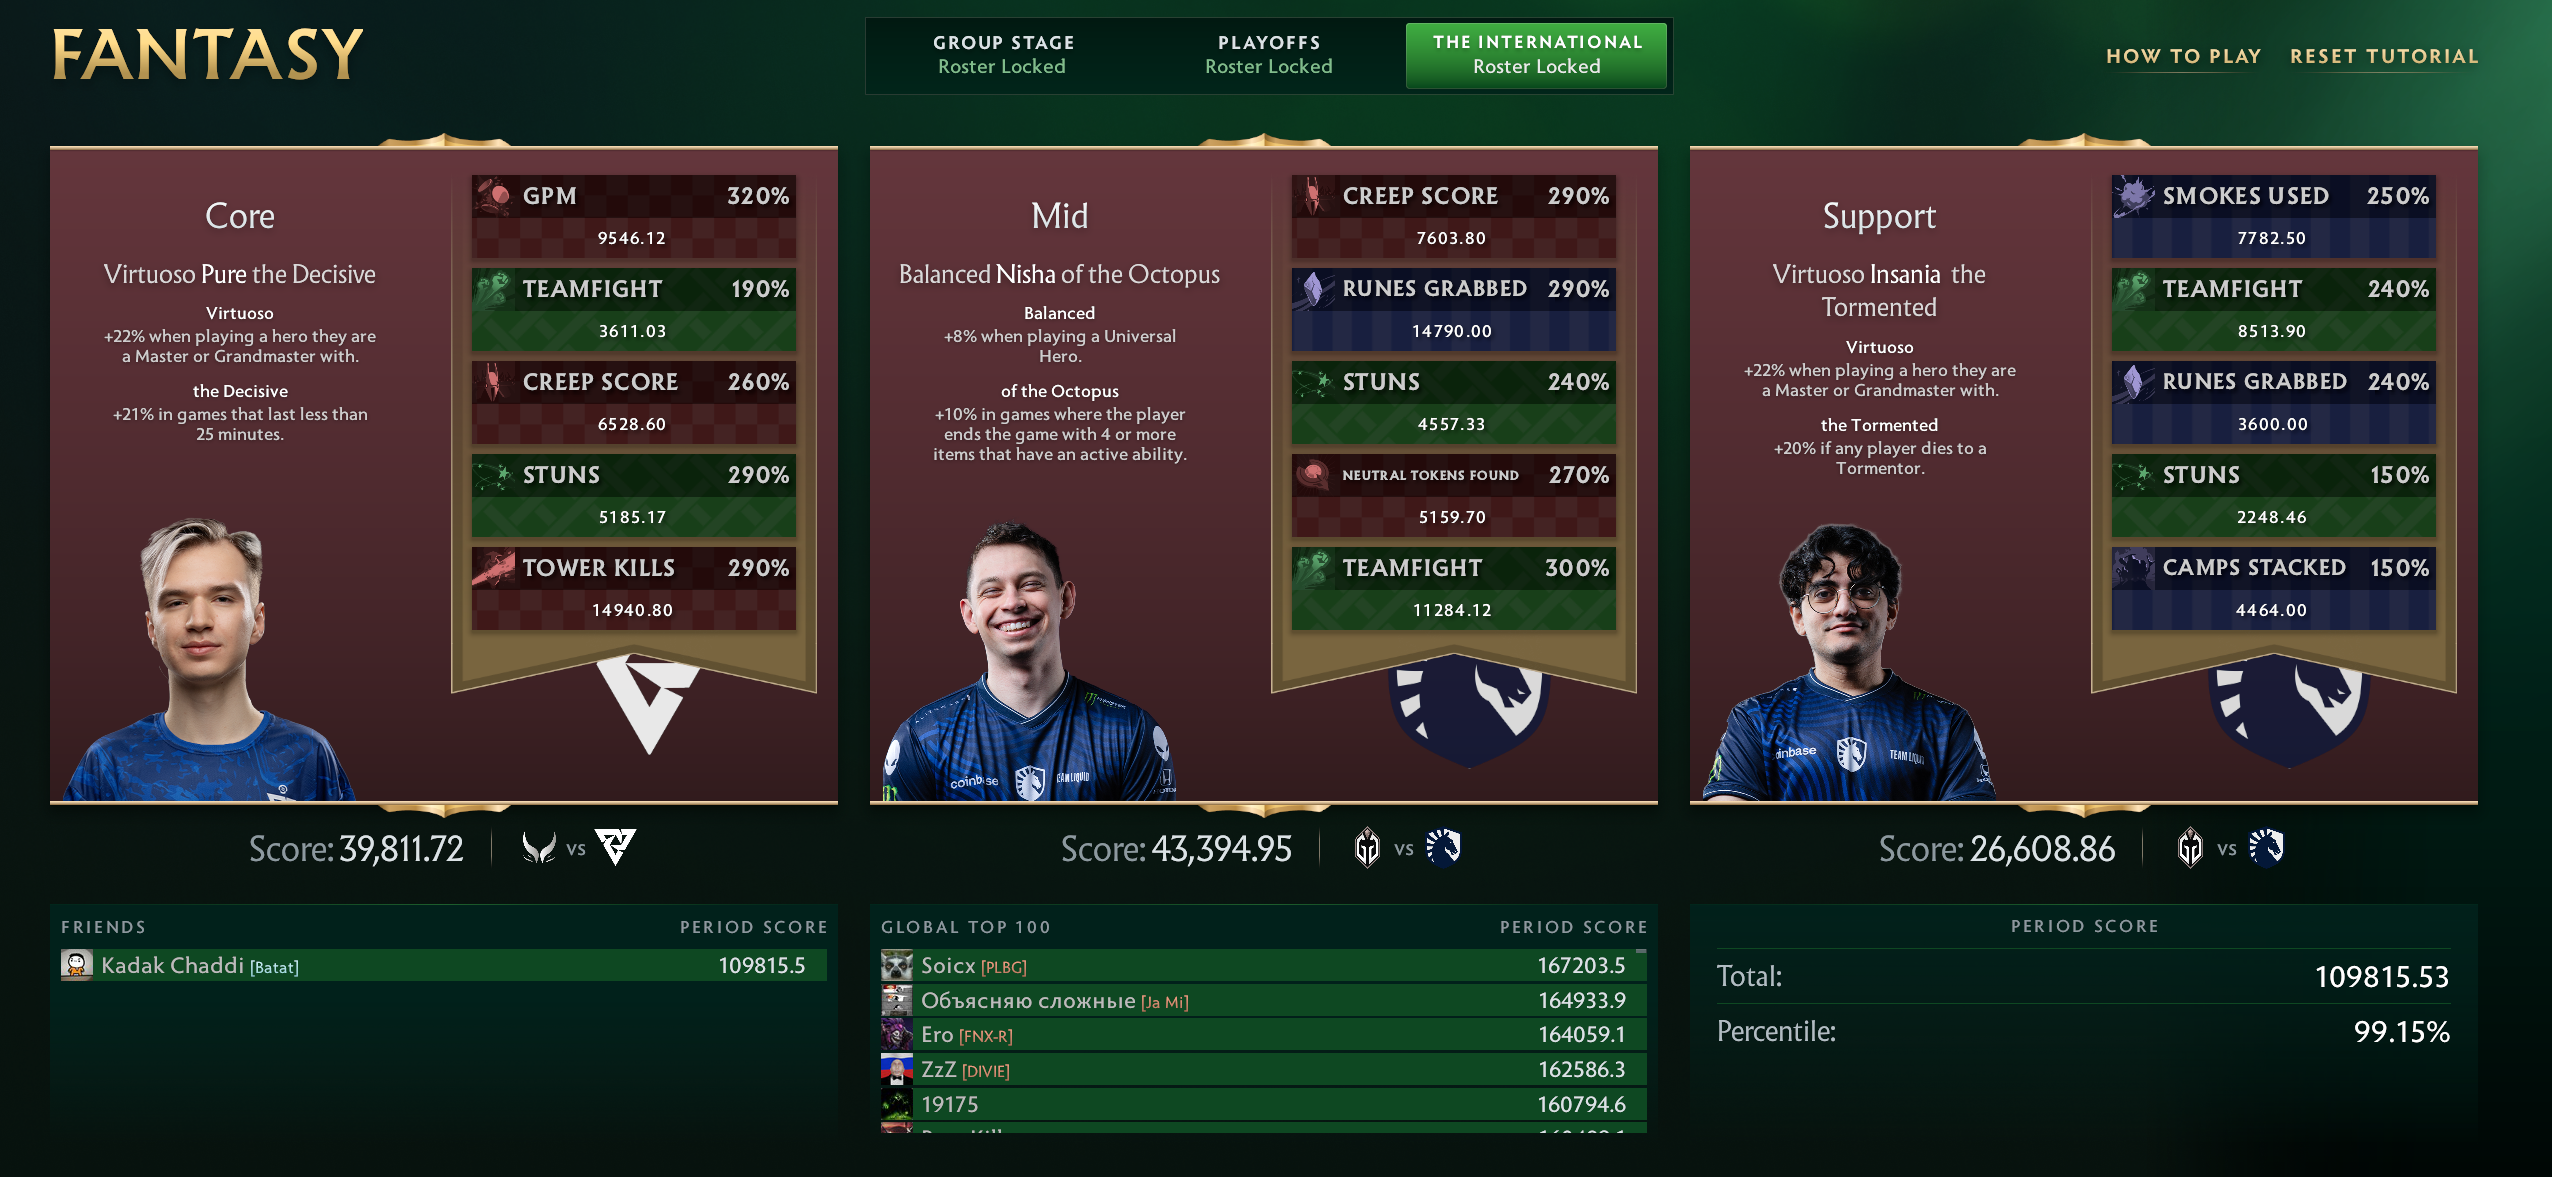 FANTASY
GROUP STAGE
Roster Locked
PLAYOFFS
Roster Locked
THE INTERNATIONAL
Roster Locked
HOW TO PLAY
RESET TUTORIAL
Core
Virtuoso Pure the Decisive
Virtuoso
+22% when playing a hero they are
a Master or Grandmaster with.
the Decisive
+21% in games that last less than
25 minutes.
GPM 320%
9546.12
TEAMFIGHT 190%
3611.03
CREEP SCORE 260%
6528.60
STUNS 290%
5185.17
TOWER KILLS 290%
14940.80
Score: 39,811.72
VS
Mid
Balanced Nisha of the Octopus
Balanced
+8% when playing a Universal
Hero.
of the Octopus
+10% in games where the player
ends the game with 4 or more
items that have an active ability.
CREEP SCORE 290%
7603.80
RUNES GRABBED 290%
14790.00
STUNS 240%
4557.33
NEUTRAL TOKENS FOUND 270%
5159.70
TEAMFIGHT 300%
11284.12
coinbase
TEAM LIQUID
Score: 43,394.95
VS
Support
Virtuoso Insania the
Tormented
Virtuoso
+22% when playing a hero they are
a Master or Grandmaster with.
the Tormented
+20% if any player dies to a
Tormentor.
SMOKES USED 250%
7782.50
TEAMFIGHT 240%
8513.90
RUNES GRABBED 240%
3600.00
STUNS 150%
2248.46
CAMPS STACKED 150%
4464.00
inbase
TEAM LIQUID
Score: 26,608.86
VS
FRIENDS PERIOD SCORE
Kadak Chaddi [Batat] 109815.5
GLOBAL TOP 100 PERIOD SCORE
Soicx [PLBG] 167203.5
Объясняю сложные [Ja Mi] 164933.9
Ero [FNX-R] 164059.1
ZzZ [DIVIE] 162586.3
19175 160794.6
PERIOD SCORE
Total: 109815.53
Percentile: 99.15%